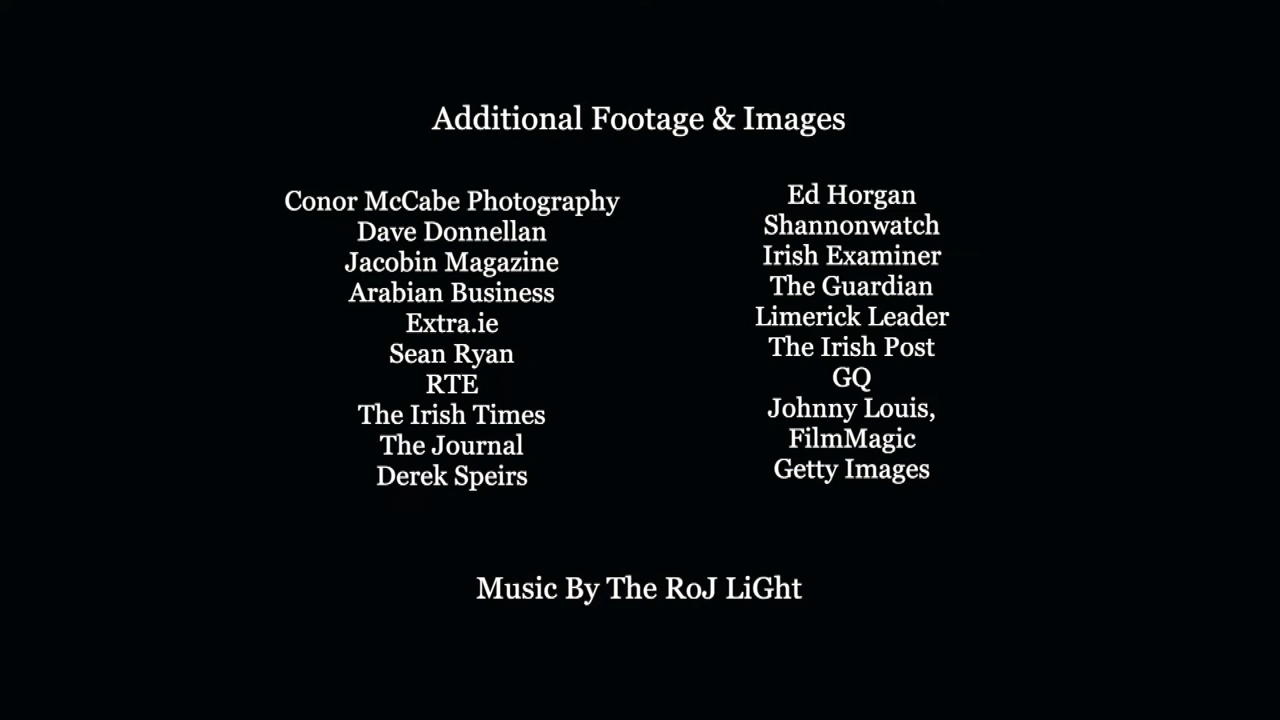 Additional Footage & Images
Conor McCabe Photography
Dave Donnellan
Jacobin Magazine
Arabian Business
Extra.ie
Sean Ryan
RTE
The Irish Times
The Journal
Derek Speirs
Ed Horgan
Shannonwatch
Irish Examiner
The Guardian
Limerick Leader
The Irish Post
GQ
Johnny Louis,
FilmMagic
Getty Images
Music By The RoJ LiGht